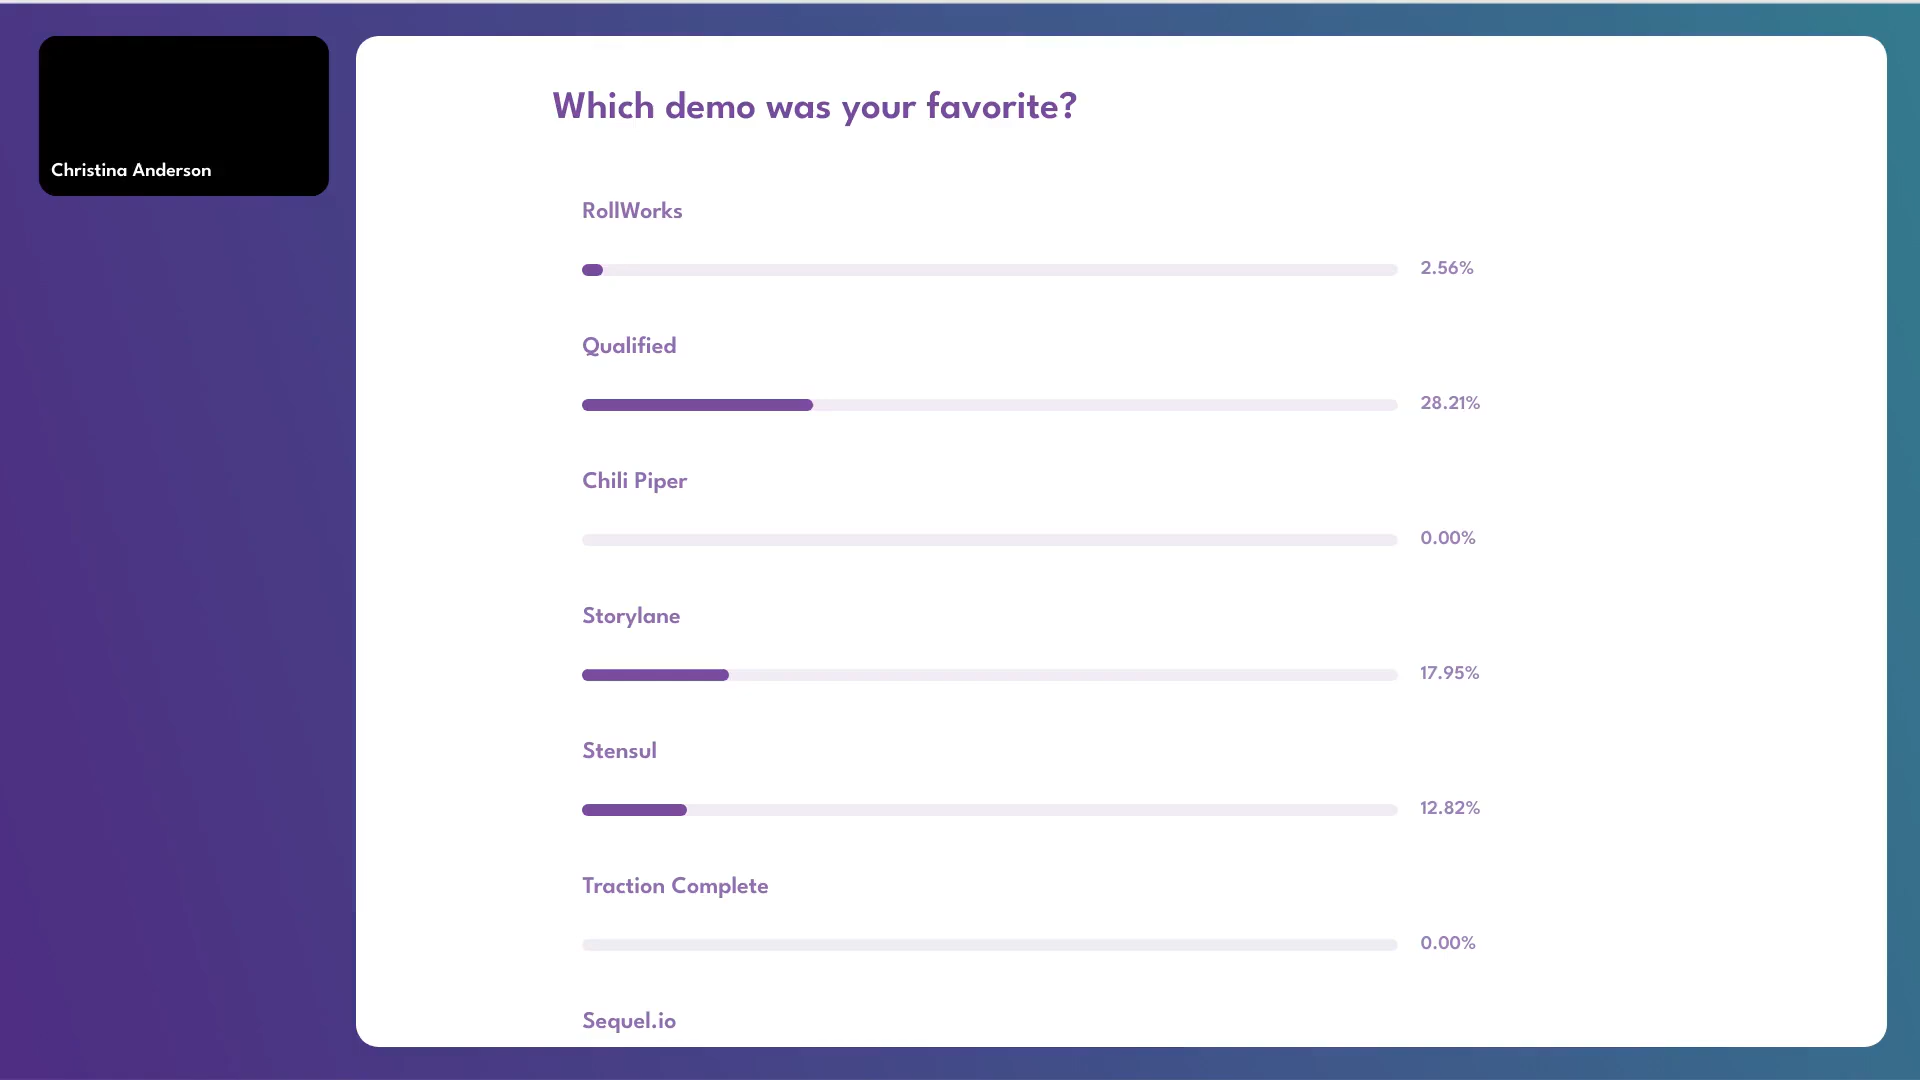 Christina Anderson
Which demo was your favorite?
RollWorks
2.56%
Qualified
28.21%
Chili Piper
0.00%
Storylane
17.95%
Stensul
12.82%
Traction Complete
0.00%
Sequel.io